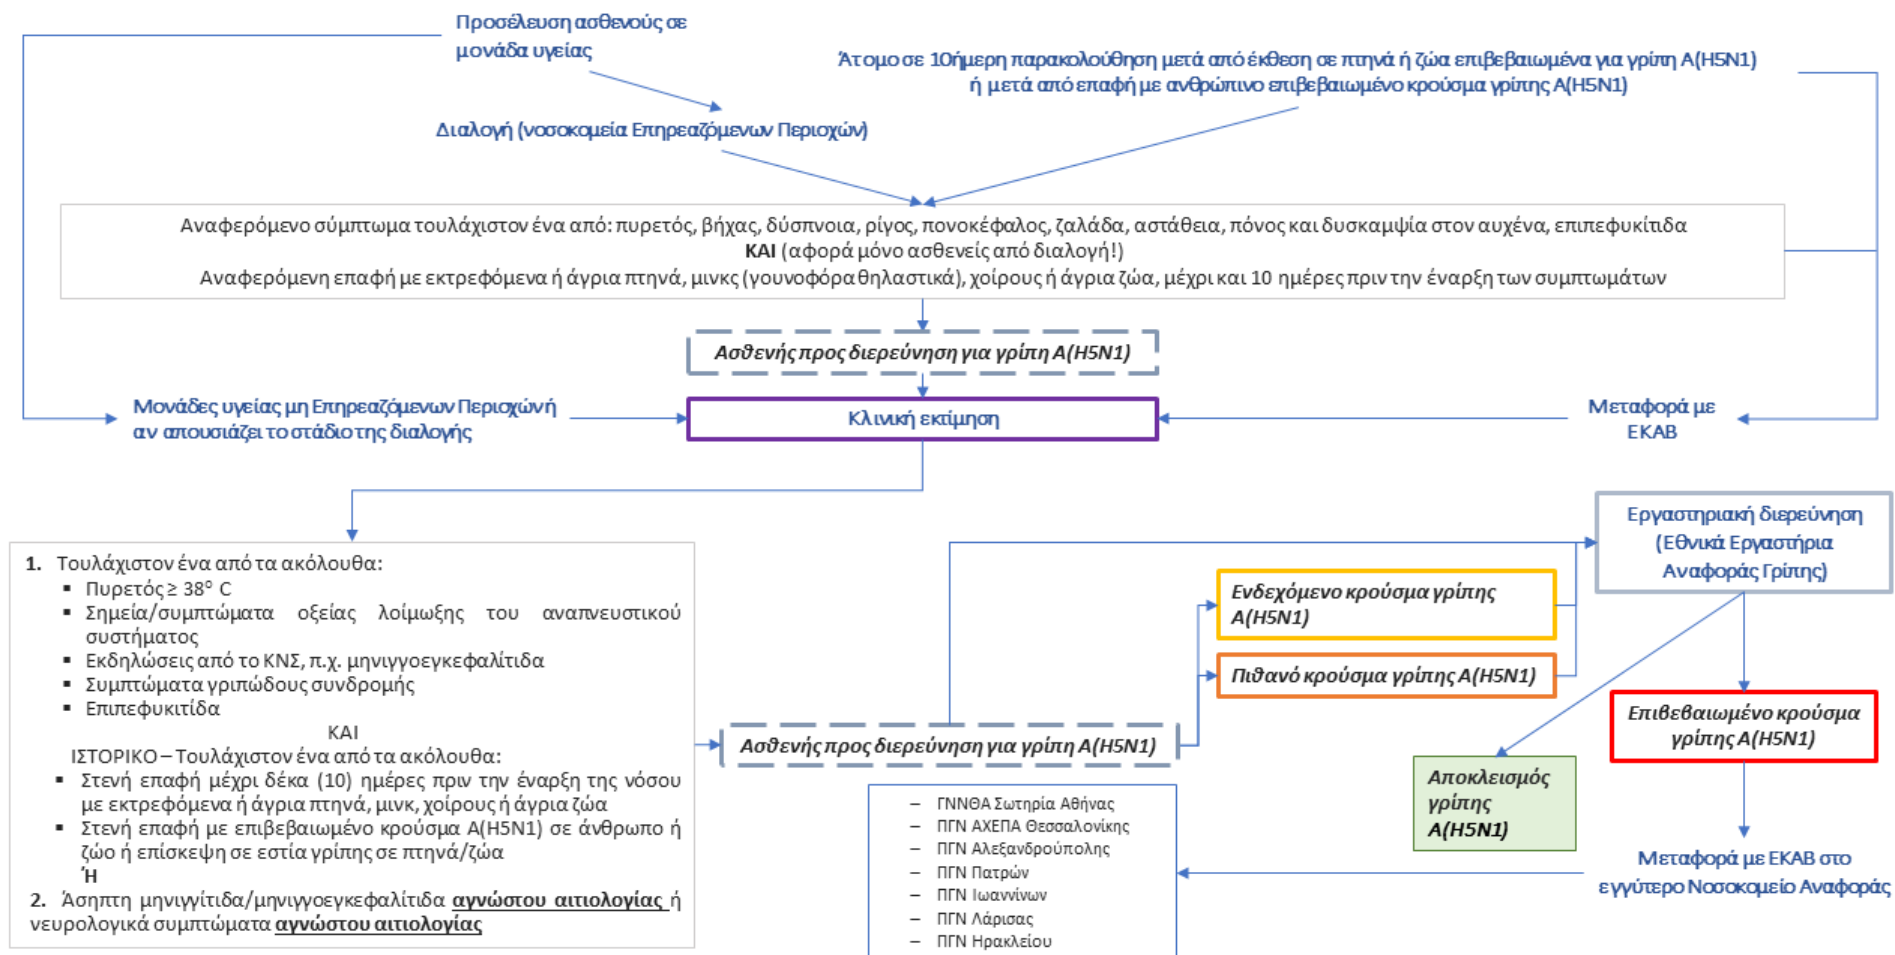 Προσέλευση ασθενούς σε
μονάδα υγείας
Άτομο σε 10ήμερη παρακολούθηση μετά από έκθεση σε πτηνά ή ζώα επιβεβαιωμένα για γρίπη Α(H5N1)
ή μετά από επαφή με ανθρώπινο επιβεβαιωμένο κρούσμα γρίπης Α(H5N1)
Διαλογή (νοσοκομεία Επηρεαζόμενων Περιοχών)
Αναφερόμενο σύμπτωμα τουλάχιστον ένα από: πυρετός, βήχας, δύσπνοια, ρίγος, πονοκέφαλος, ζαλάδα, αστάθεια, πόνος και δυσκαμψία στον αυχένα, επιπεφυκίτιδα
ΚΑΙ (αφορά μόνο ασθενείς από διαλογή!)
Αναφερόμενη επαφή με εκτρεφόμενα ή άγρια πτηνά, μινκς (γουνοφόρα θηλαστικά), χοίρους ή άγρια ζώα, μέχρι και 10 ημέρες πριν την έναρξη των συμπτωμάτων
Ασθενής προς διερεύνηση για γρίπη Α(H5N1)
Μονάδες υγείας μη Επηρεαζόμενων Περιοχών ή
αν απουσιάζει το στάδιο της διαλογής
Κλινική εκτίμηση
Μεταφορά με
ΕΚΑΒ
1. Τουλάχιστον ένα από τα ακόλουθα:
▪ Πυρετός ≥ 38° C
▪ Σημεία/συμπτώματα οξείας λοίμωξης του αναπνευστικού
συστήματος
▪ Εκδηλώσεις από το ΚΝΣ, π.χ. μηνιγγοεγκεφαλίτιδα
▪ Συμπτώματα γριπώδους συνδρομής
▪ Επιπεφυκιτίδα
ΚΑΙ
ΙΣΤΟΡΙΚΟ – Τουλάχιστον ένα από τα ακόλουθα:
▪ Στενή επαφή μέχρι δέκα (10) ημέρες πριν την έναρξη της νόσου
με εκτρεφόμενα ή άγρια πτηνά, μινκ, χοίρους ή άγρια ζώα
▪ Στενή επαφή με επιβεβαιωμένο κρούσμα Α(H5N1) σε άνθρωπο ή
ζώο ή επίσκεψη σε εστία γρίπης σε πτηνά/ζώα
Ή
2. Άσηπτη μηνιγγίτιδα/μηνιγγοεγκεφαλίτιδα αγνώστου αιτιολογίας ή
νευρολογικά συμπτώματα αγνώστου αιτιολογίας
Ασθενής προς διερεύνηση για γρίπη Α(H5N1)
Ενδεχόμενο κρούσμα γρίπης
Α(H5N1)
Πιθανό κρούσμα γρίπης Α(H5N1)
Εργαστηριακή διερεύνηση
(Εθνικά Εργαστήρια
Αναφοράς Γρίπης)
Επιβεβαιωμένο κρούσμα
γρίπης Α(H5N1)
Αποκλεισμός
γρίπης
Α(H5N1)
Μεταφορά με ΕΚΑΒ στο
εγγύτερο Νοσοκομείο Αναφοράς
– ΓΝΝΘΑ Σωτηρία Αθήνας
– ΠΓΝ ΑΧΕΠΑ Θεσσαλονίκης
– ΠΓΝ Αλεξανδρούπολης
– ΠΓΝ Πατρών
– ΠΓΝ Ιωαννίνων
– ΠΓΝ Λάρισας
– ΠΓΝ Ηρακλείου